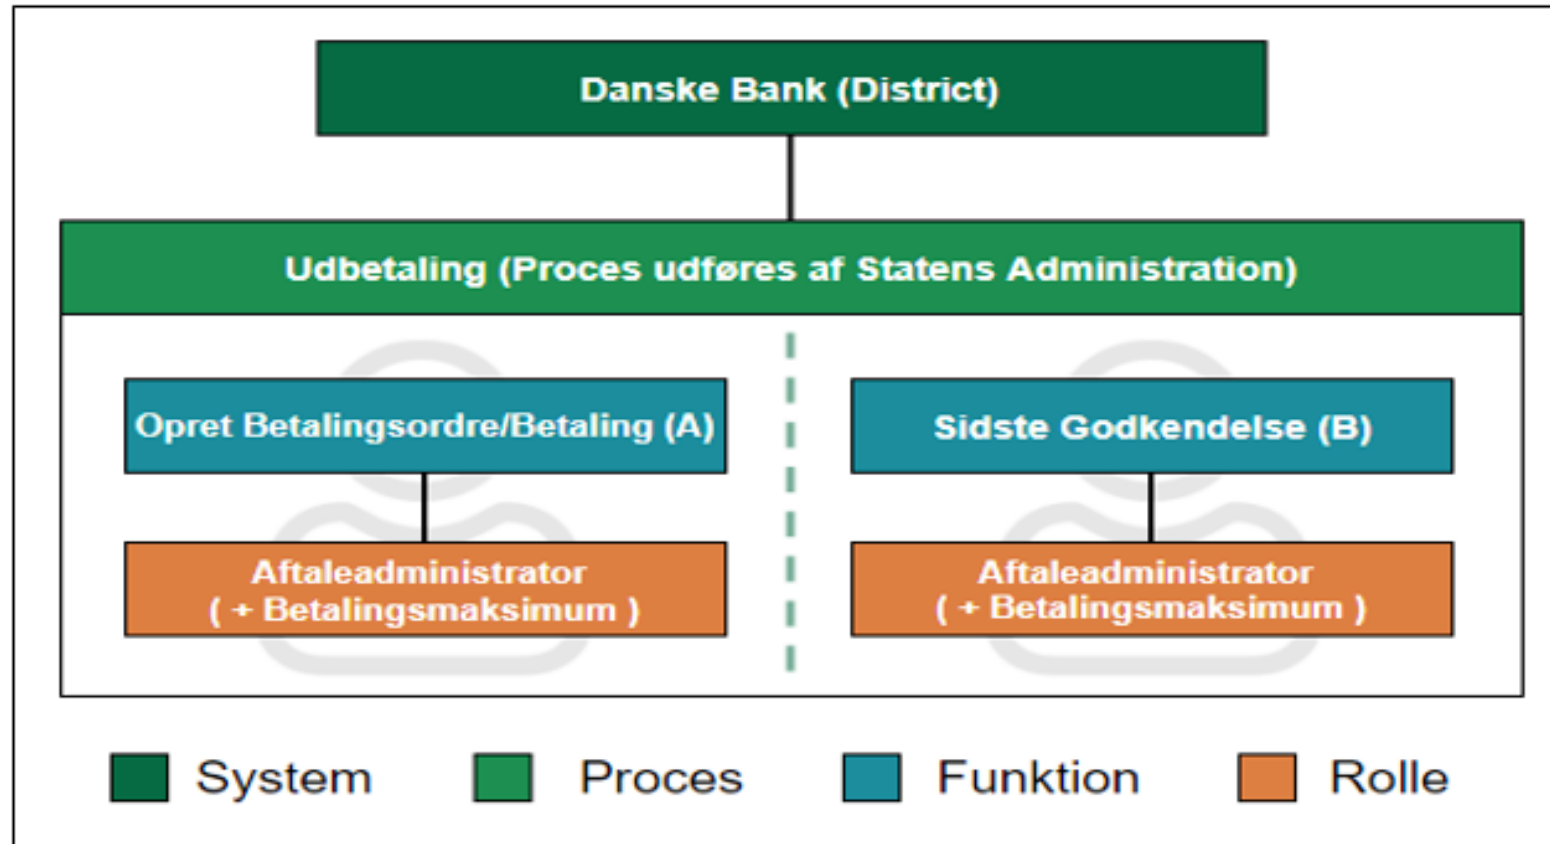 Danske Bank (District)
Udbetaling (Proces udføres af Statens Administration)
Opret Betalingsordre/Betaling (A)
Aftaleadministrator
( + Betalingsmaksimum )
Sidste Godkendelse (B)
Aftaleadministrator
( + Betalingsmaksimum )
System
Proces
Funktion
Rolle